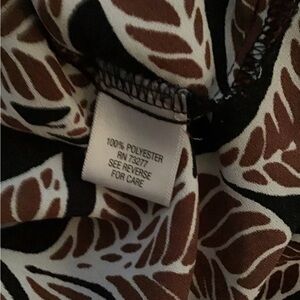 100% POLYESTER
RN 73277
SEE REVERSE
FOR CARE